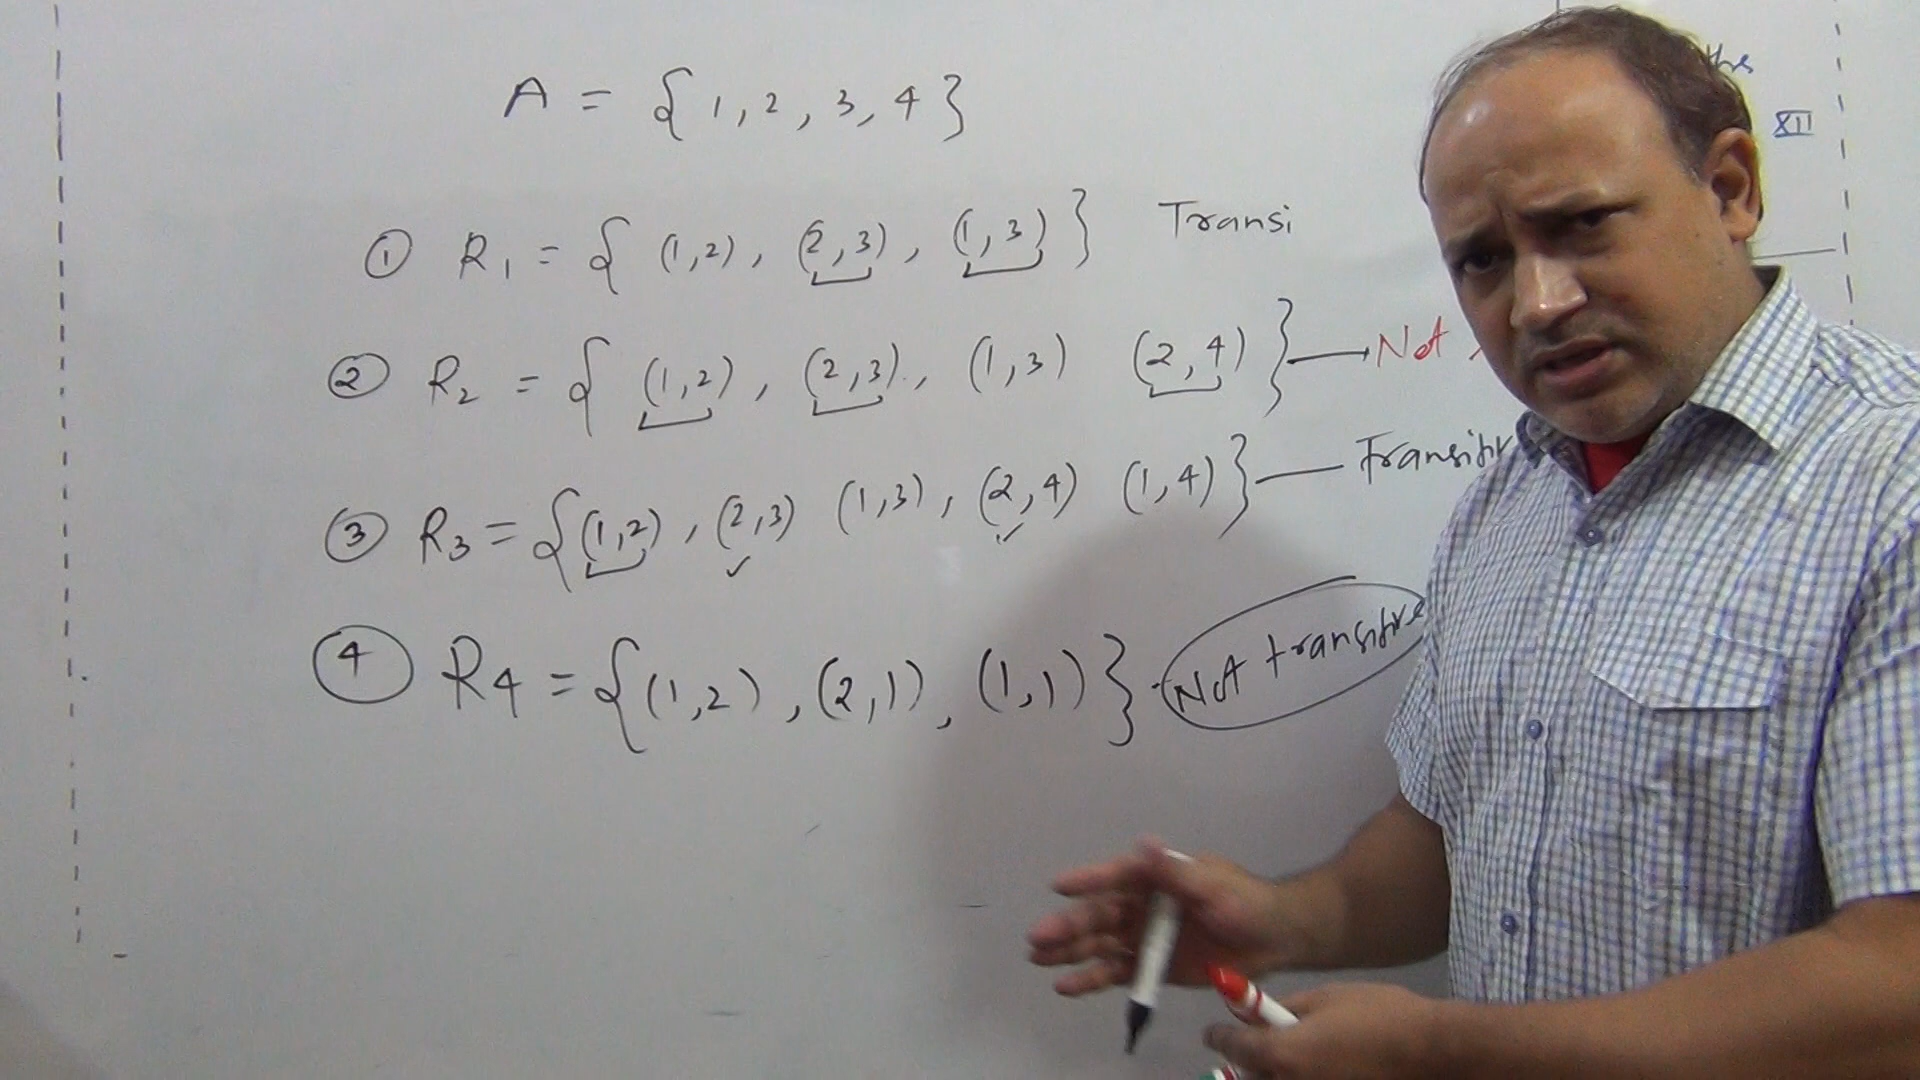 A = {1, 2, 3, 4}
XII
① R1 = { (1,2), (2,3), (1,3) } Transi
② R2 = { (1,2), (2,3), (1,3) (2,4) } → Not
③ R3 = {(1,2), (2,3) (1,3), (2,4) (1,4)} — Transitiv
④ R4 = {(1,2), (2,1), (1,1)} Not transitive